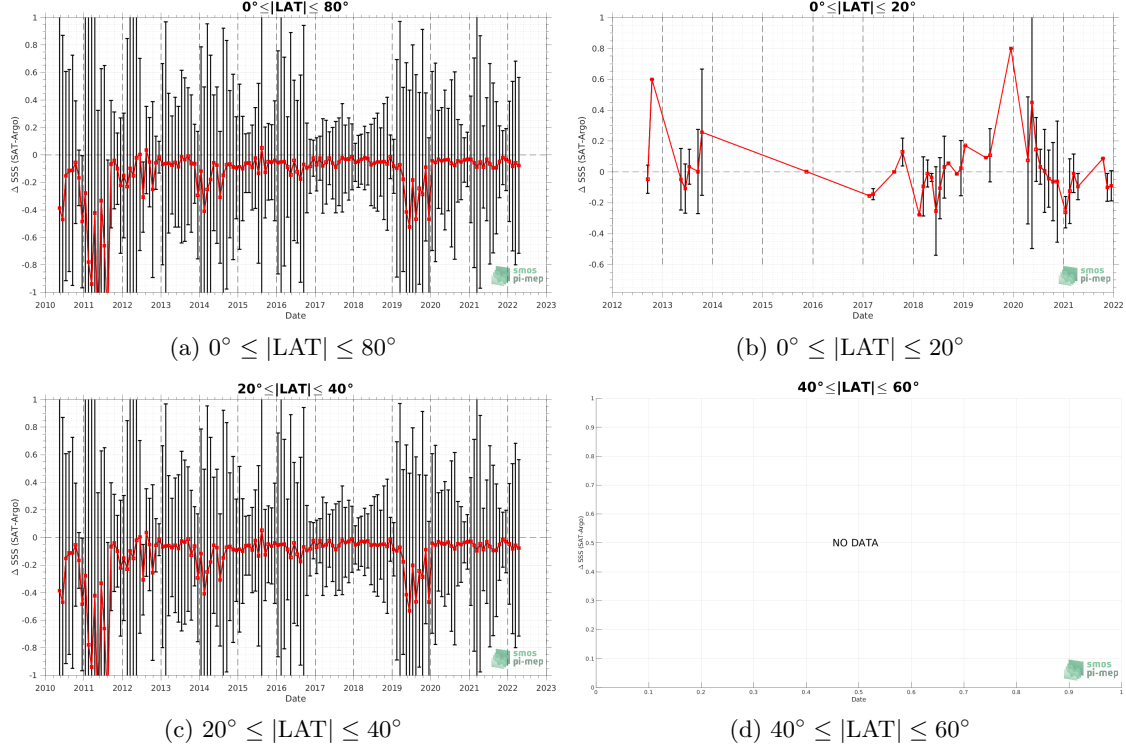 0°≤|LAT|≤ 80°
1
0.8
0.6
0.4
0.2
0
-0.2
-0.4
-0.6
-0.8
-1
Δ SSS (SAT-Argo)
2010 2011 2012 2013 2014 2015 2016 2017 2018 2019 2020 2021 2022 2023
Date
smos
pi-mep
(a) 0° ≤ |LAT| ≤ 80°
0°≤|LAT|≤ 20°
1
0.8
0.6
0.4
0.2
0
-0.2
-0.4
-0.6
Δ SSS (SAT-Argo)
2012 2013 2014 2015 2016 2017 2018 2019 2020 2021 2022
Date
smos
pi-mep
(b) 0° ≤ |LAT| ≤ 20°
20°≤|LAT|≤ 40°
1
0.8
0.6
0.4
0.2
0
-0.2
-0.4
-0.6
-0.8
-1
Δ SSS (SAT-Argo)
2010 2011 2012 2013 2014 2015 2016 2017 2018 2019 2020 2021 2022 2023
Date
smos
pi-mep
(c) 20° ≤ |LAT| ≤ 40°
40°≤|LAT|≤ 60°
1
0.9
0.8
0.7
0.6
0.5
0.4
0.3
0.2
0.1
0
Δ SSS (SAT-Argo)
NO DATA
0 0.1 0.2 0.3 0.4 0.5 0.6 0.7 0.8 0.9 1
Date
smos
pi-mep
(d) 40° ≤ |LAT| ≤ 60°